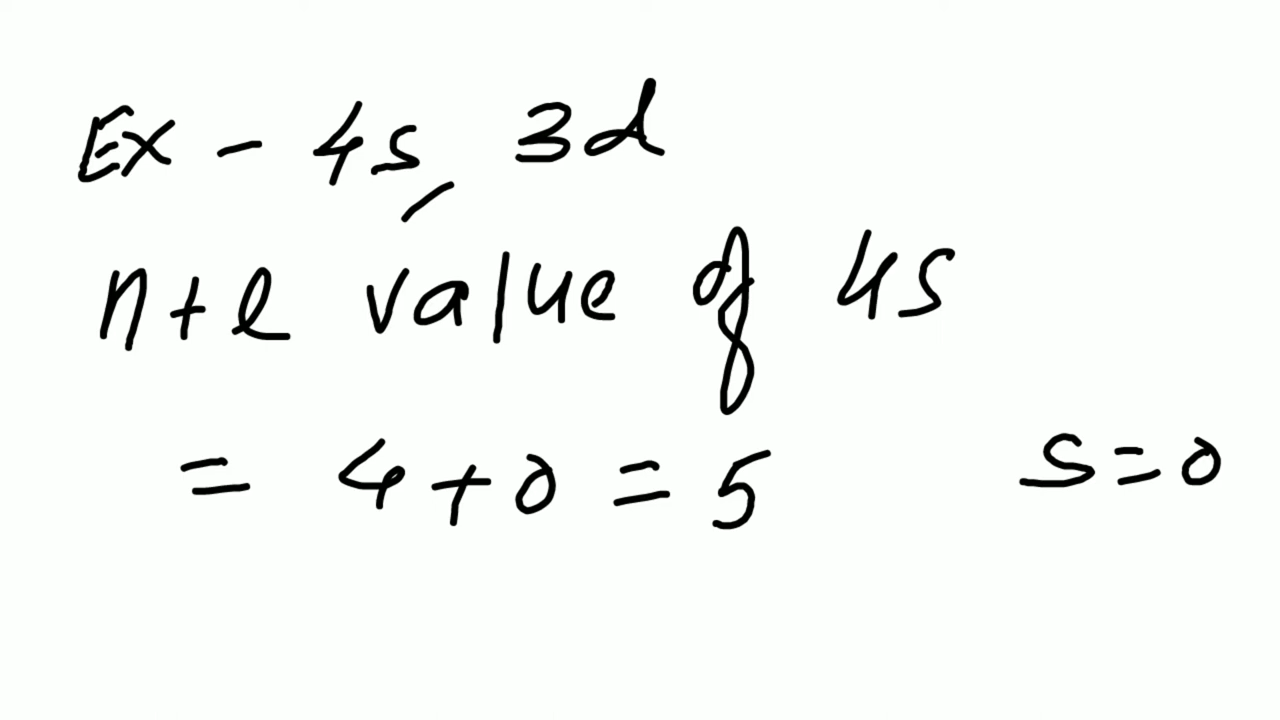 Ex - 4s, 3d
n+l value of 4s
= 4+0 = 5 s=0